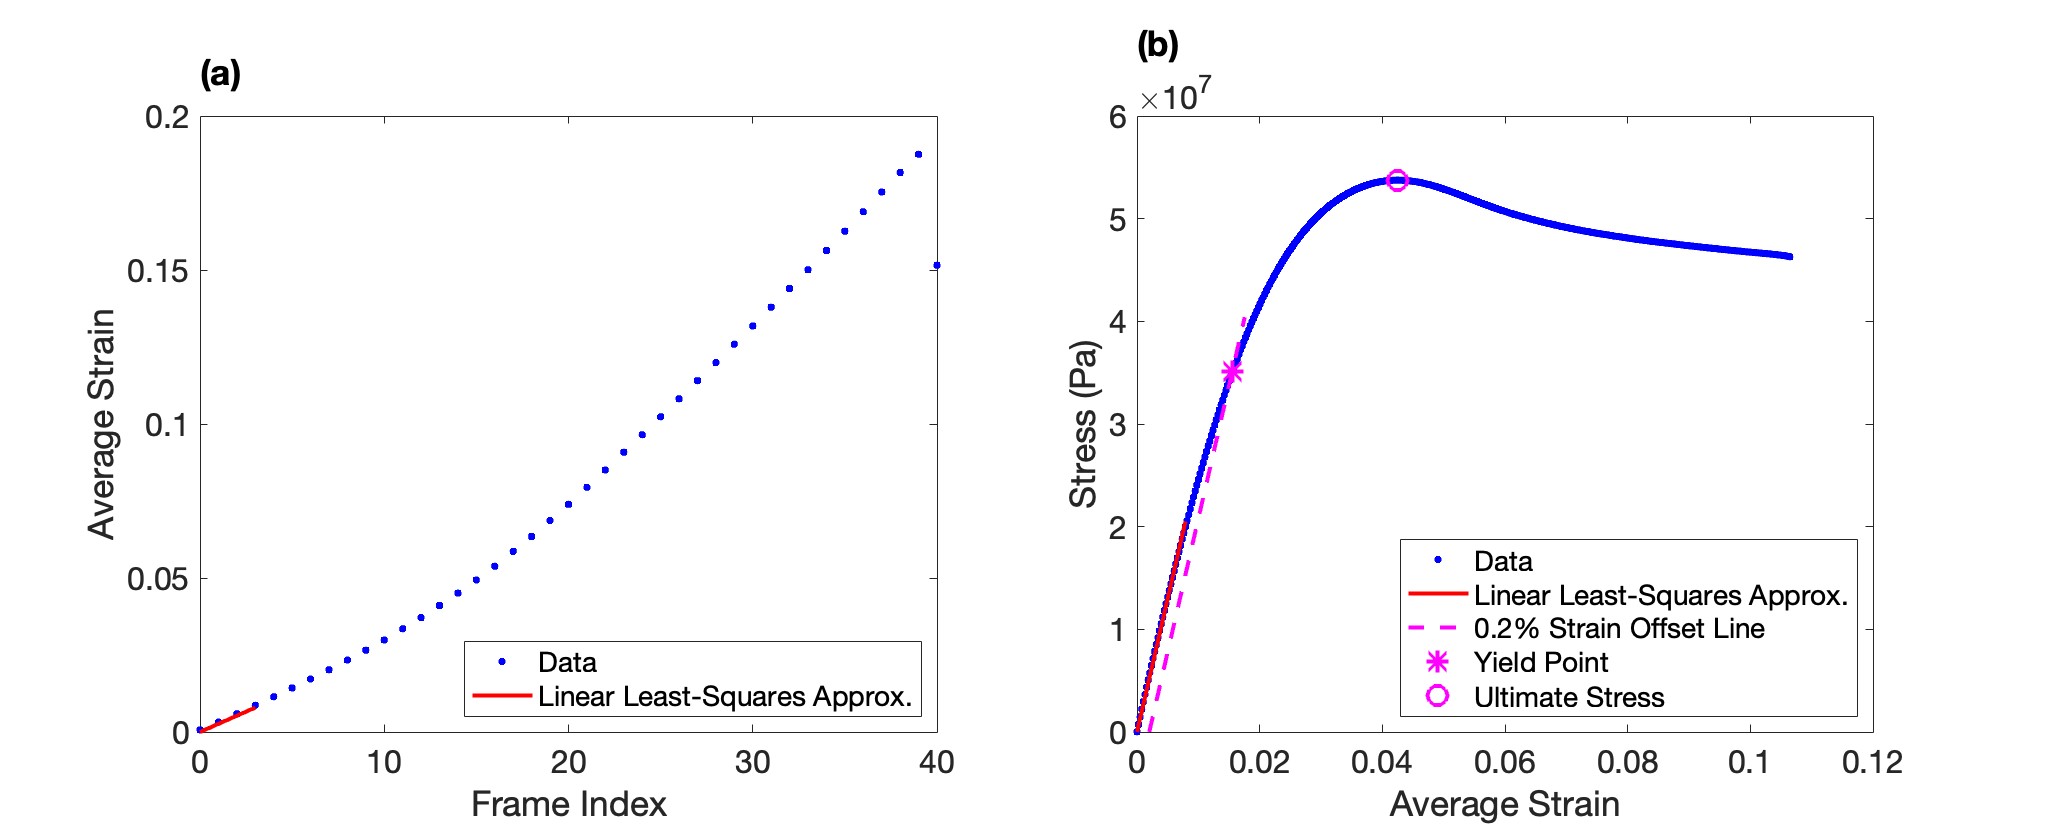 (a)
0.2
0.15
0.1
0.05
0
0 10 20 30 40
Average Strain
Frame Index
Data
Linear Least-Squares Approx.
(b)
×10^7
6
5
4
3
2
1
0
0 0.02 0.04 0.06 0.08 0.1 0.12
Stress (Pa)
Average Strain
Data
Linear Least-Squares Approx.
0.2% Strain Offset Line
Yield Point
Ultimate Stress